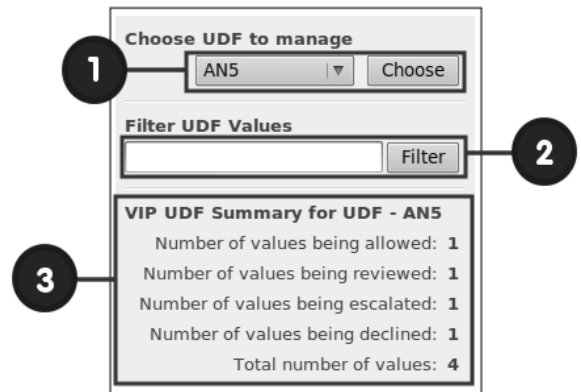 Choose UDF to manage
1
AN5 Choose
Filter UDF Values
Filter
2
VIP UDF Summary for UDF - AN5
Number of values being allowed: 1
Number of values being reviewed: 1
3
Number of values being escalated: 1
Number of values being declined: 1
Total number of values: 4